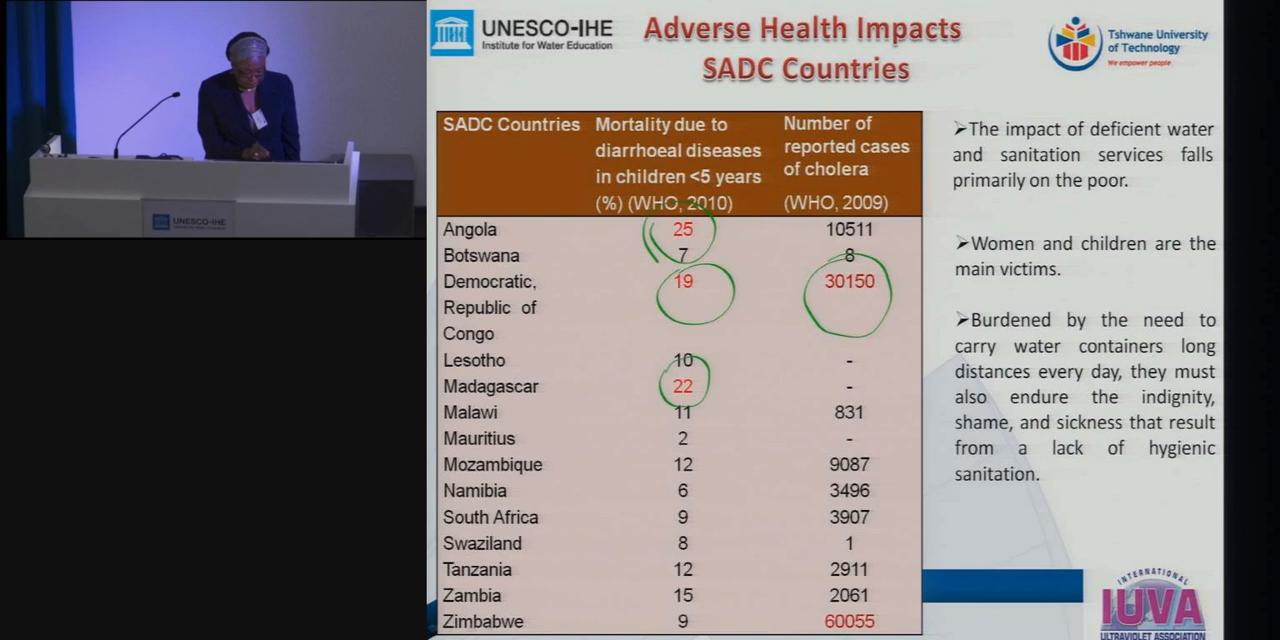 UNESCO-IHE
UNESCO-IHE
Institute for Water Education
Adverse Health Impacts
SADC Countries
Tshwane University
of Technology
We empower people
SADC Countries Mortality due to diarrhoeal diseases in children <5 years (%) (WHO, 2010) Number of reported cases of cholera (WHO, 2009)
Angola 25 10511
Botswana 7 8
Democratic, Republic of Congo 19 30150
Lesotho 10 -
Madagascar 22 -
Malawi 11 831
Mauritius 2 -
Mozambique 12 9087
Namibia 6 3496
South Africa 9 3907
Swaziland 8 1
Tanzania 12 2911
Zambia 15 2061
Zimbabwe 9 60055
➢The impact of deficient water
and sanitation services falls
primarily on the poor.
➢Women and children are the
main victims.
➢Burdened by the need to
carry water containers long
distances every day, they must
also endure the indignity,
shame, and sickness that result
from a lack of hygienic
sanitation.
INTERNATIONAL
IUVA
ULTRAVIOLET ASSOCIATION